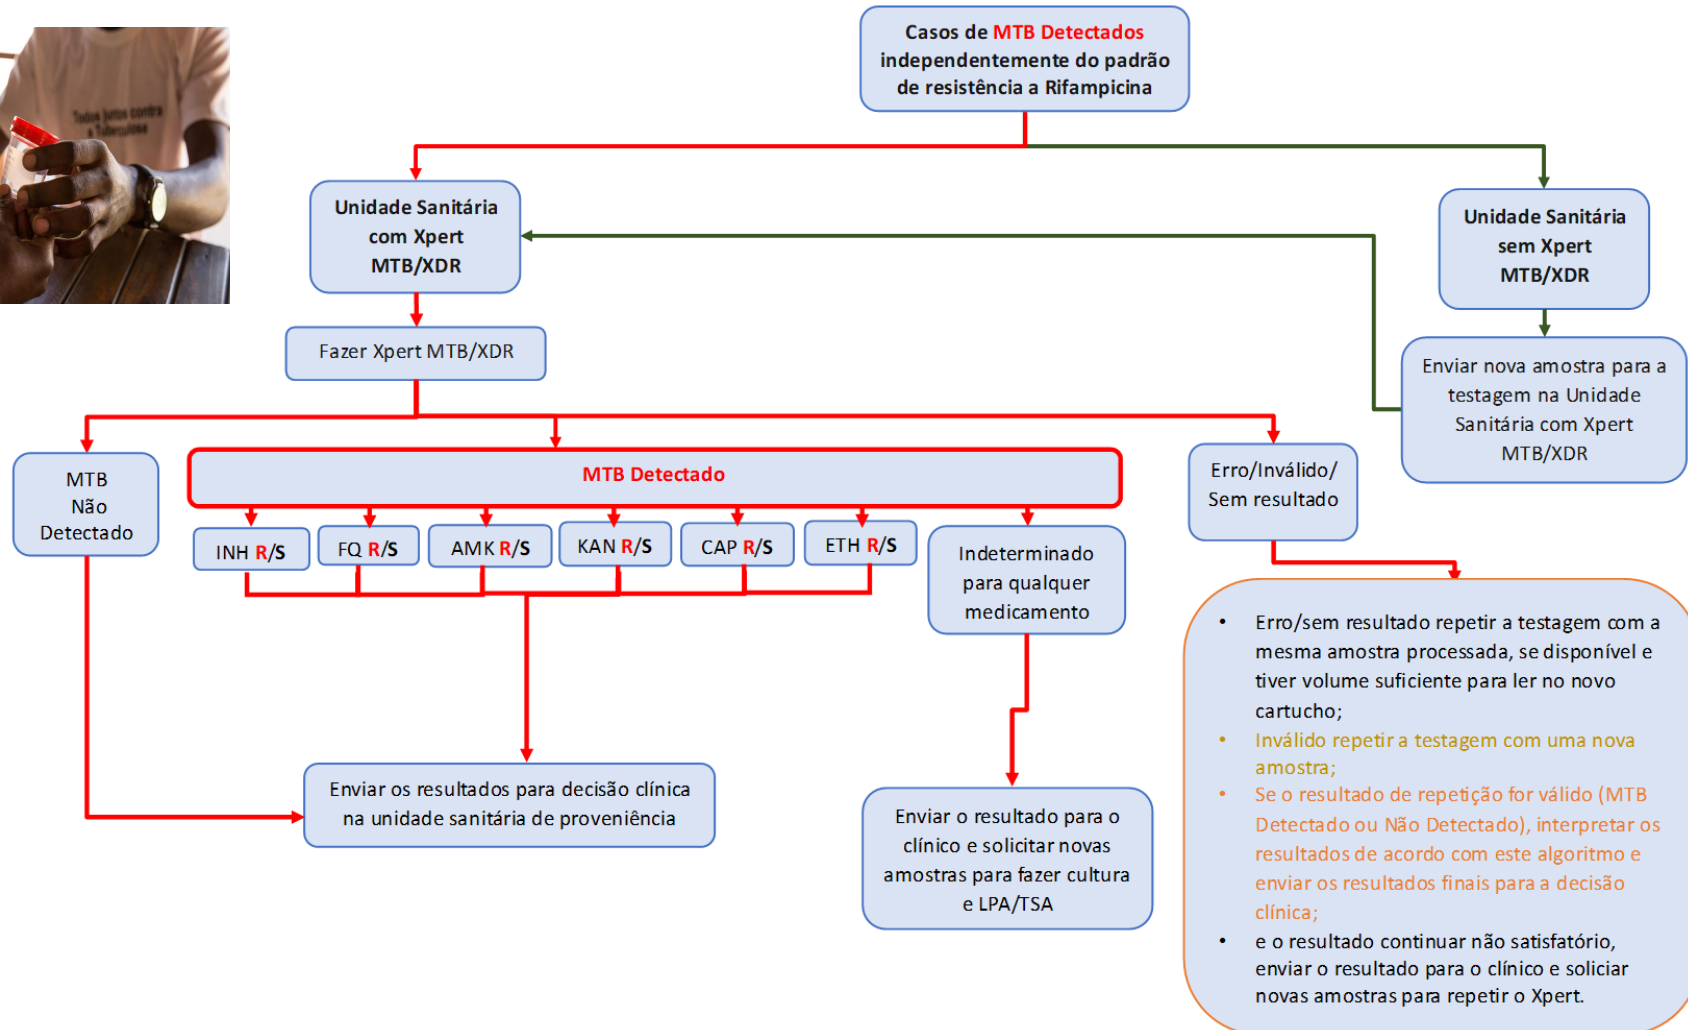 Todos juntos contra
a Tuberculose
Casos de MTB Detectados
independentemente do padrão
de resistência a Rifampicina
Unidade Sanitária
com Xpert
MTB/XDR
Unidade Sanitária
sem Xpert
MTB/XDR
Fazer Xpert MTB/XDR
Enviar nova amostra para a
testagem na Unidade
Sanitária com Xpert
MTB/XDR
MTB
Não
Detectado
MTB Detectado
Erro/Inválido/
Sem resultado
INH R/S
FQ R/S
AMK R/S
KAN R/S
CAP R/S
ETH R/S
Indeterminado
para qualquer
medicamento
Enviar os resultados para decisão clínica
na unidade sanitária de proveniência
Enviar o resultado para o
clínico e solicitar novas
amostras para fazer cultura
e LPA/TSA
• Erro/sem resultado repetir a testagem com a
mesma amostra processada, se disponível e
tiver volume suficiente para ler no novo
cartucho;
• Inválido repetir a testagem com uma nova
amostra;
• Se o resultado de repetição for válido (MTB
Detectado ou Não Detectado), interpretar os
resultados de acordo com este algoritmo e
enviar os resultados finais para a decisão
clínica;
• e o resultado continuar não satisfatório,
enviar o resultado para o clínico e soliciar
novas amostras para repetir o Xpert.